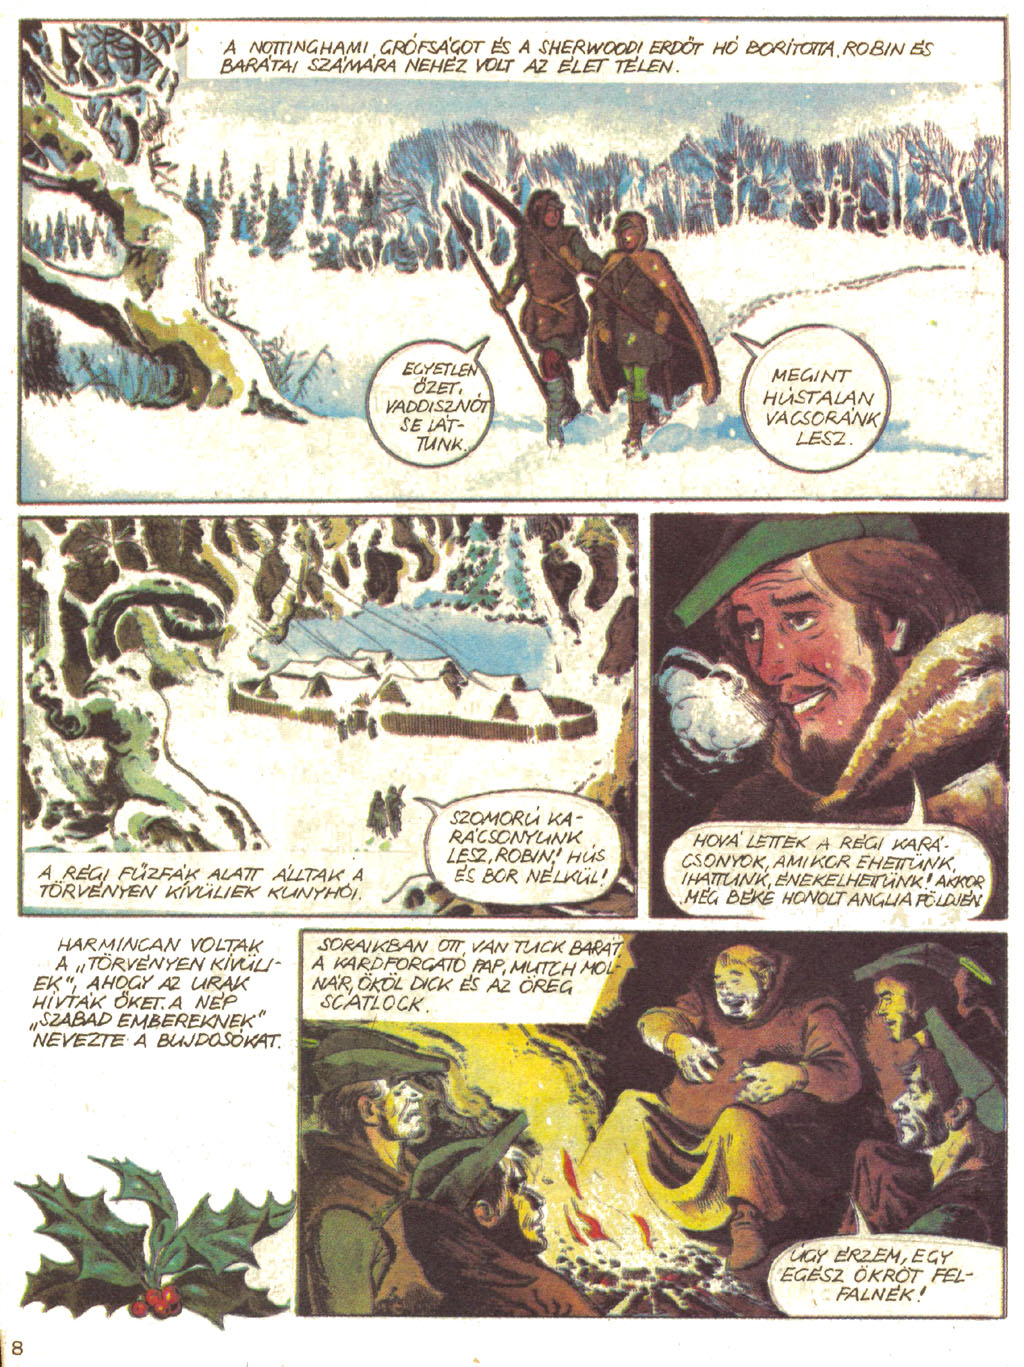 A NOTTINGHAMI GRÓFSÁGOT ÉS A SHERWOODI ERDŐT HÓ BORÍTOTTA. ROBIN ÉS
BARÁTAI SZÁMÁRA NEHÉZ VOLT AZ ÉLET TÉLEN.
EGYETLEN
ŐZET,
VADDISZNÓT
SE LÁT-
TUNK.
MEGINT
HÚSTALAN
VACSORÁNK
LESZ.
SZOMORÚ KA-
RÁCSONYUNK
LESZ, ROBIN! HÚS
ÉS BOR NÉLKÜL!
A RÉGI FŰZFÁK ALATT ÁLLTAK A
TÖRVÉNYEN KÍVÜLIEK KUNYHÓI.
HOVÁ LETTEK A RÉGI KARÁ-
CSONYOK, AMIKOR EHETTÜNK,
IHATTUNK, ÉNEKELHETTÜNK! AKKOR
MÉG BÉKE HONOLT ANGLIA FÖLDJÉN
HARMINCAN VOLTAK
A „TÖRVÉNYEN KÍVÜLI-
EK", AHOGY AZ URAK
HÍVTÁK ŐKET. A NÉP
„SZABAD EMBEREKNEK"
NEVEZTE A BUJDOSÓKAT.
SORAIKBAN OTT VAN TUCK BARÁT,
A KARDFORGATÓ PAP, MUTCH MOL-
NÁR, ÖKÖL DICK ÉS AZ ÖREG
SCATLOCK.
ÚGY ÉRZEM, EGY
EGÉSZ ÖKRÖT FEL-
FALNÉK!
8